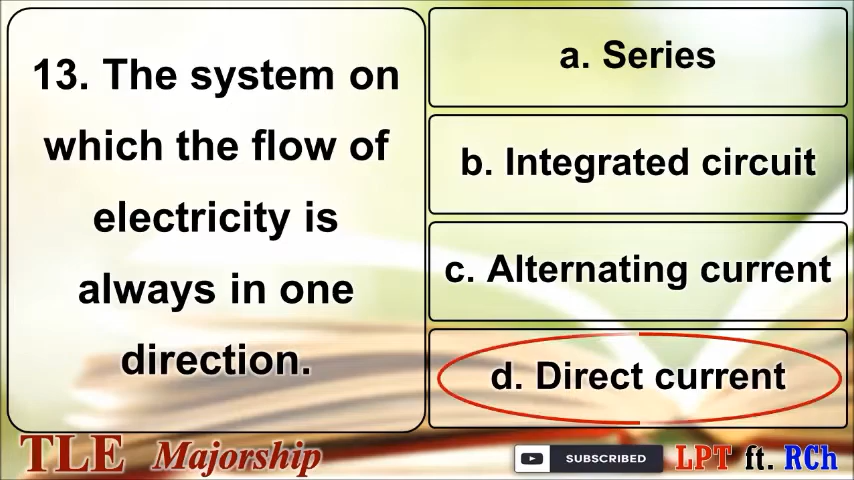 13. The system on
which the flow of
electricity is
always in one
direction.
a. Series
b. Integrated circuit
c. Alternating current
d. Direct current
TLE Majorship
SUBSCRIBED
LPT ft. RCh